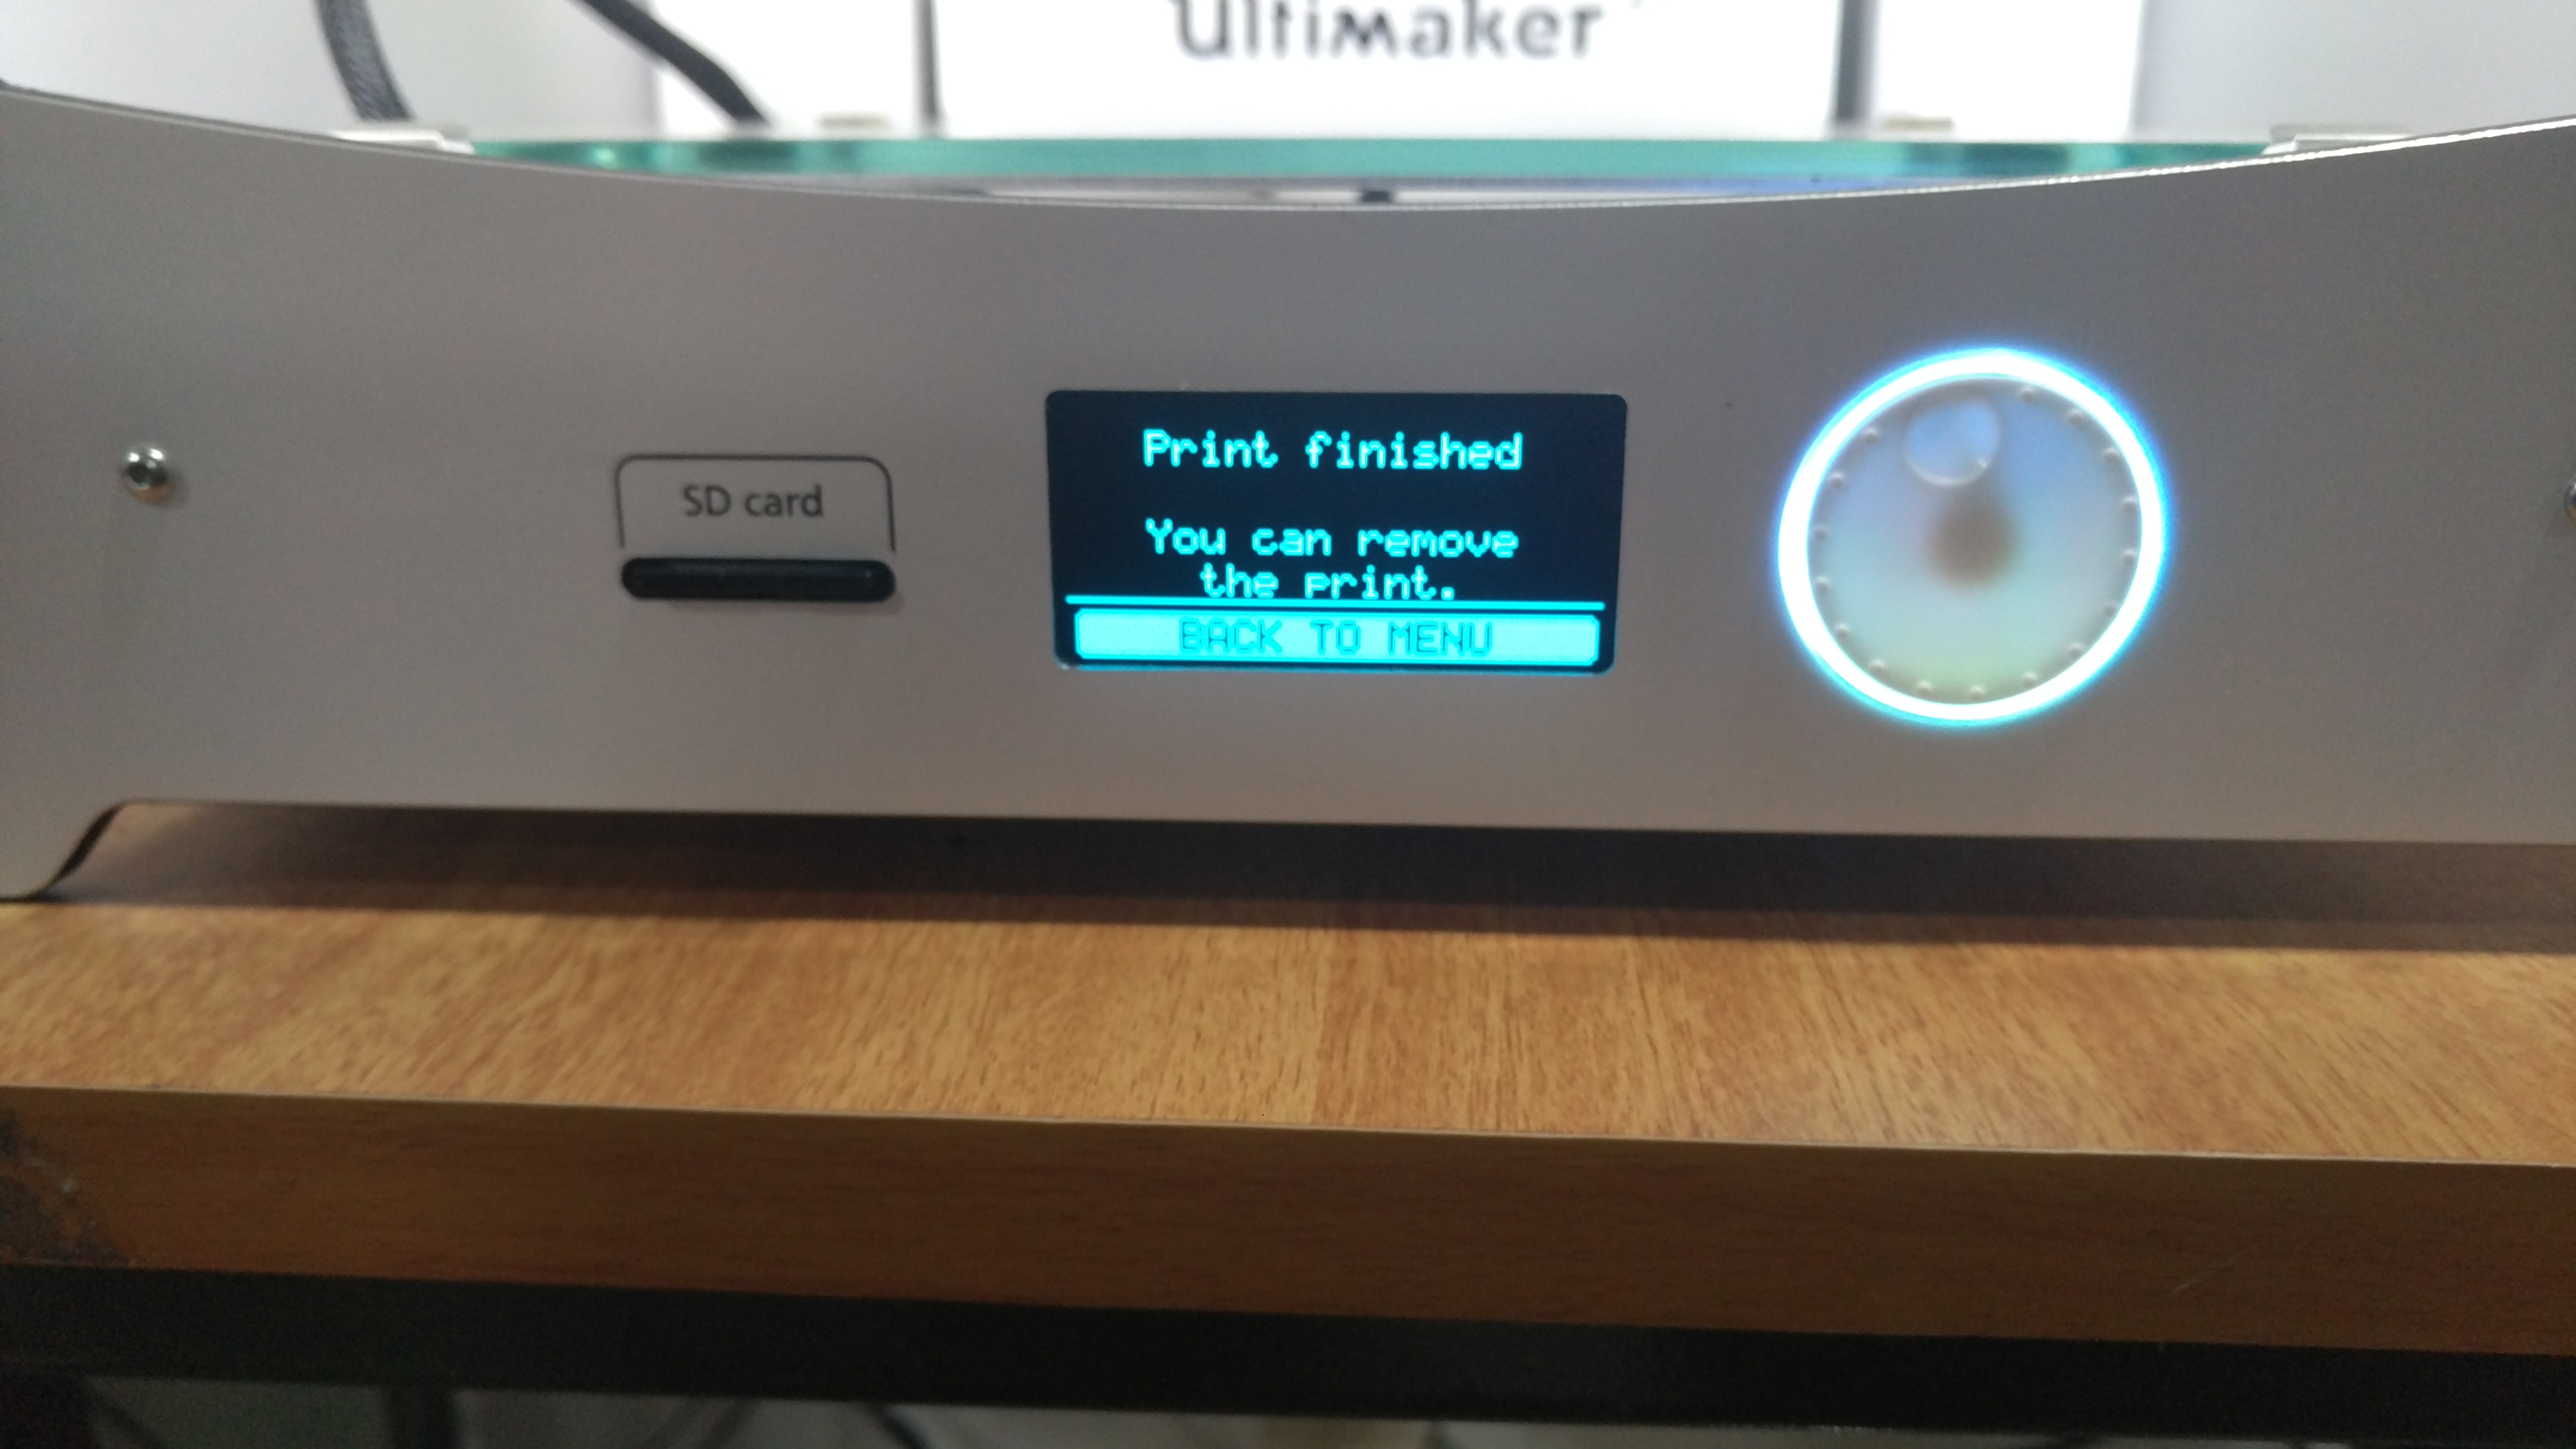 Ultimaker
SD card
Print finished
You can remove
the print.
BACK TO MENU